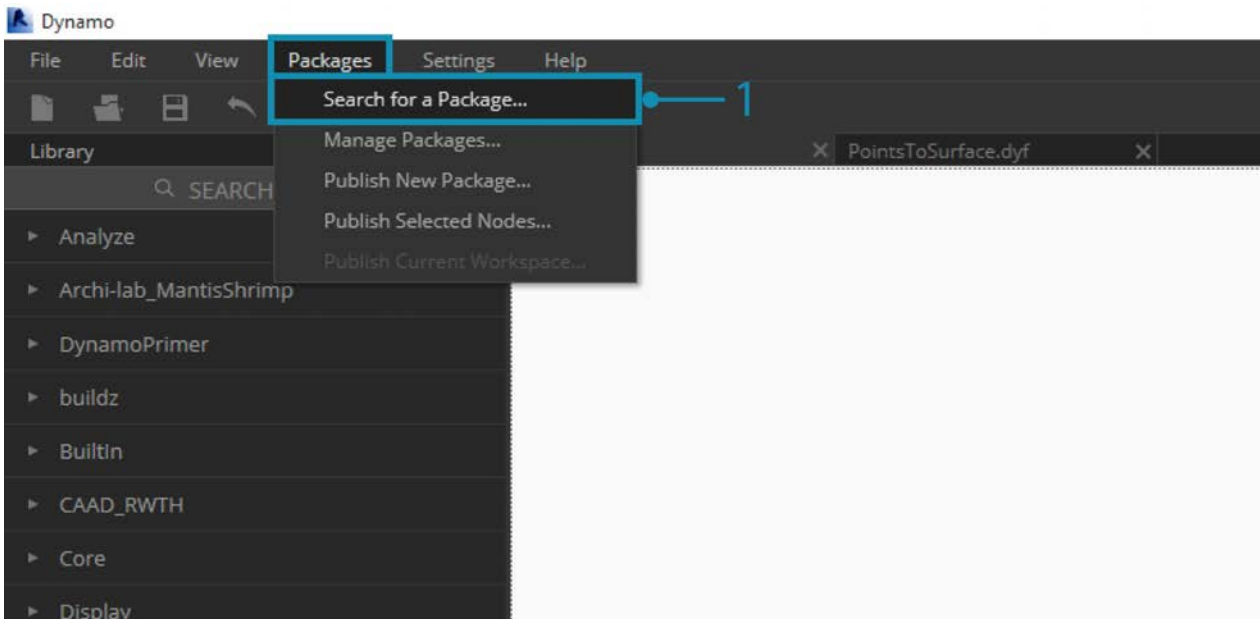 Dynamo
File Edit View Packages Settings Help
Search for a Package... 1
Manage Packages...
Library PointsToSurface.dyf
Publish New Package...
SEARCH
Publish Selected Nodes...
Analyze
Publish Current Workspace...
Archi-lab_MantisShrimp
DynamoPrimer
buildz
BuiltIn
CAAD_RWTH
Core
Display